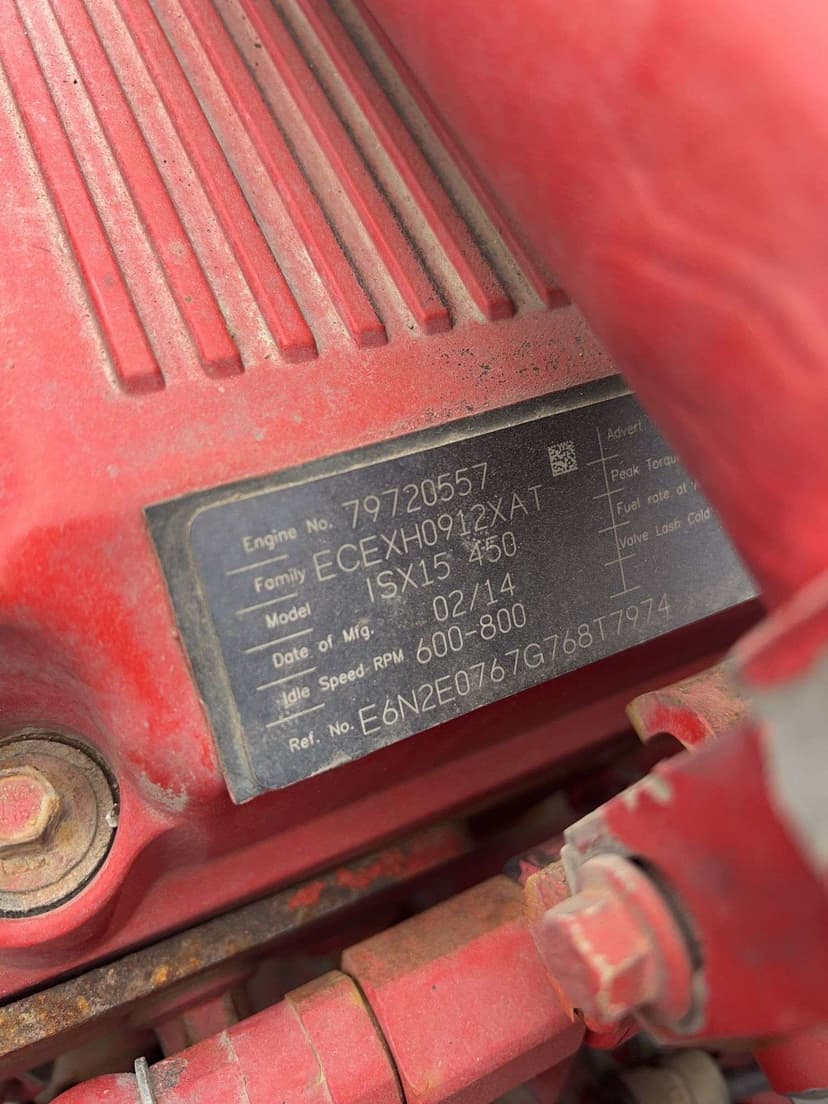 Engine No. 79720557
Family ECEXH0912XAT
Model ISX15 450
Date of Mfg. 02/14
Idle Speed RPM 600-800
Ref. No. E6N2E0767G768T7974
Advert
Peak Torqu
Fuel rate at
Valve Lash Cold